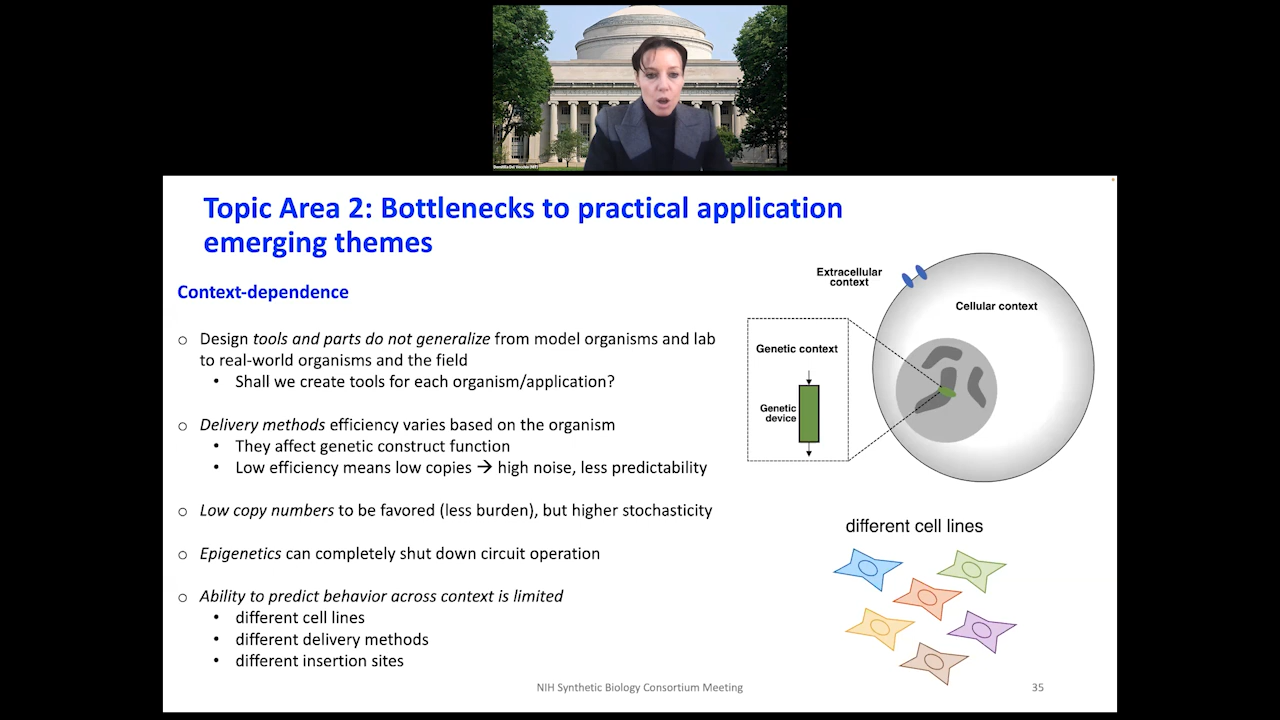 Domitilla Del Vecchio (MIT)
Topic Area 2: Bottlenecks to practical application
emerging themes
Context-dependence
○ Design tools and parts do not generalize from model organisms and lab
to real-world organisms and the field
• Shall we create tools for each organism/application?
○ Delivery methods efficiency varies based on the organism
• They affect genetic construct function
• Low efficiency means low copies → high noise, less predictability
○ Low copy numbers to be favored (less burden), but higher stochasticity
○ Epigenetics can completely shut down circuit operation
○ Ability to predict behavior across context is limited
• different cell lines
• different delivery methods
• different insertion sites
Extracellular
context
Cellular context
Genetic context
Genetic
device
different cell lines
NIH Synthetic Biology Consortium Meeting
35